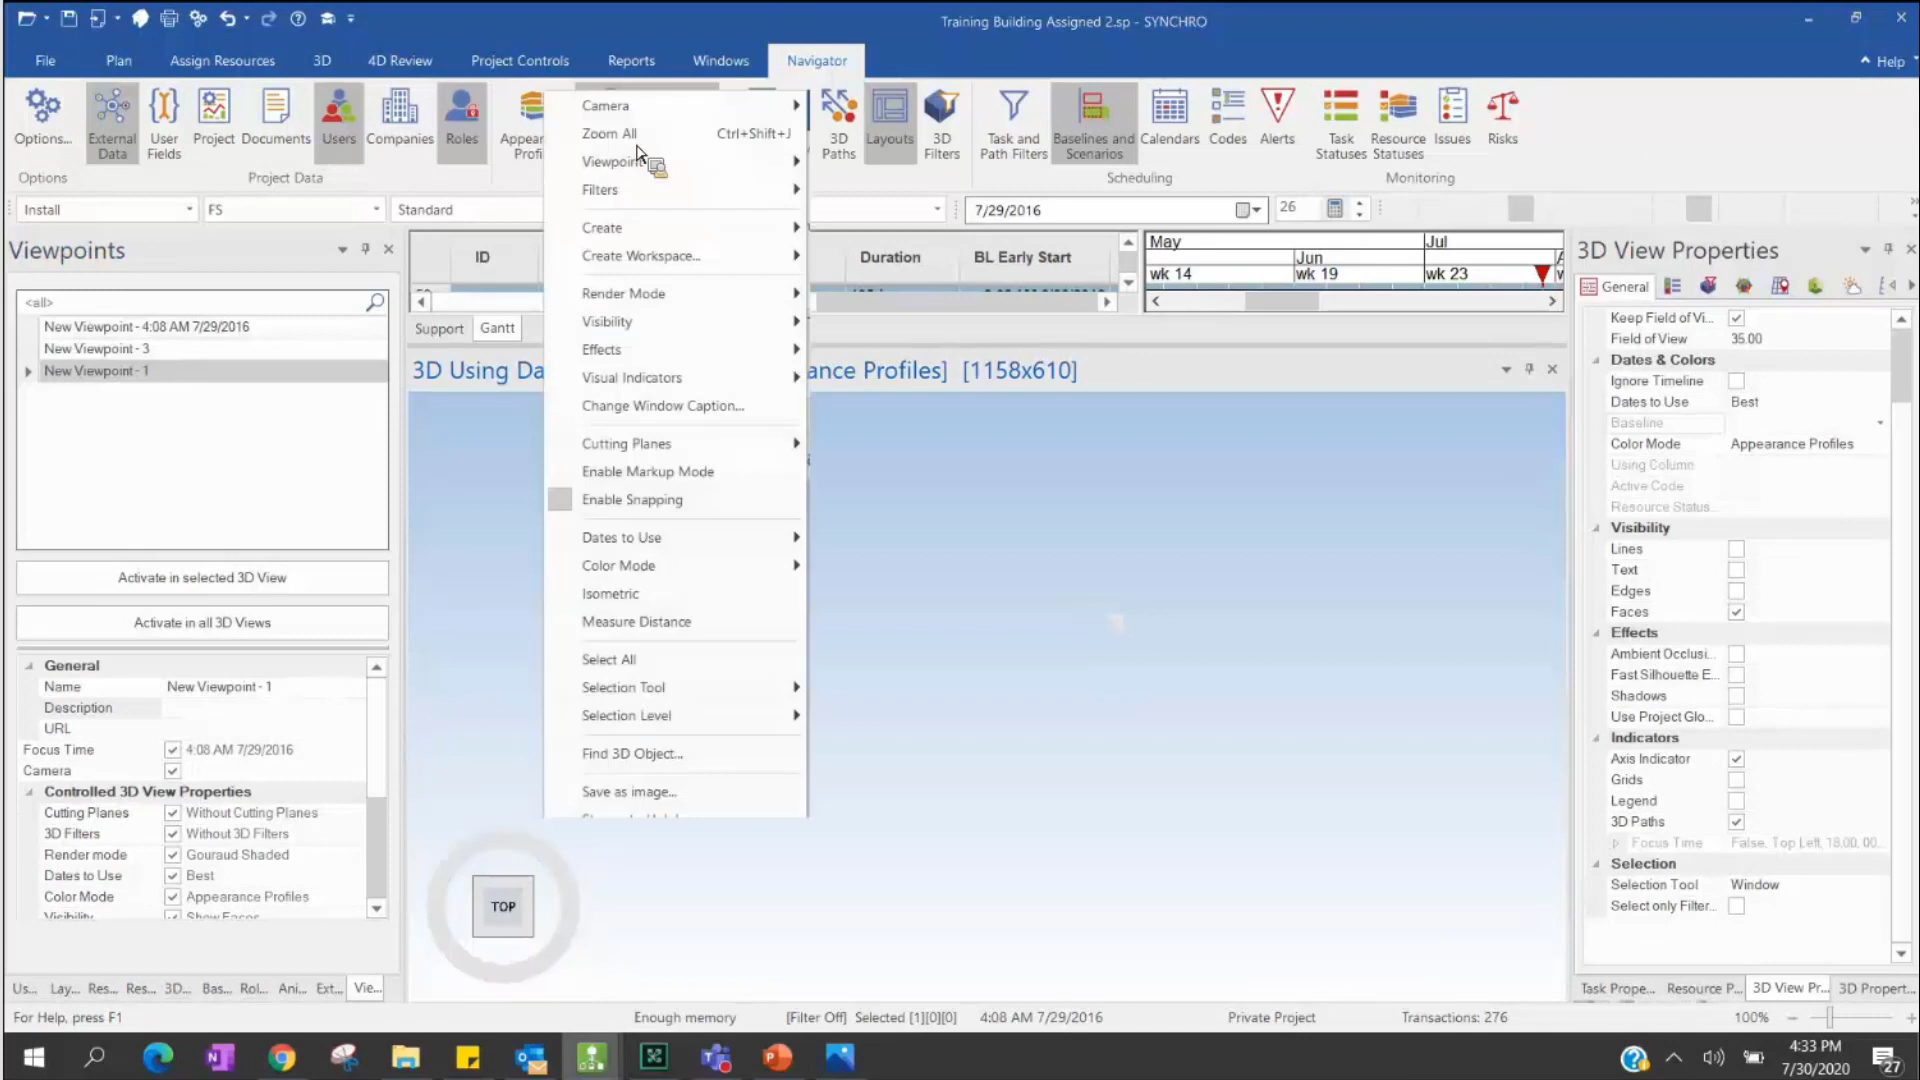 Training Building Assigned 2.sp - SYNCHRO
File Plan Assign Resources 3D 4D Review Project Controls Reports Windows Navigator Help
Options... External Data User Fields Project Documents Users Companies Roles 3D Paths Layouts 3D Filters Task and Path Filters Baselines and Scenarios Calendars Codes Alerts Task Statuses Resource Statuses Issues Risks
Options Project Data Scheduling Monitoring
Install FS Standard 7/29/2016 26
Viewpoints
<all>
New Viewpoint - 4:08 AM 7/29/2016
New Viewpoint - 3
New Viewpoint - 1
Activate in selected 3D View
Activate in all 3D Views
General
Name New Viewpoint - 1
Description
URL
Focus Time 4:08 AM 7/29/2016
Camera
Controlled 3D View Properties
Cutting Planes Without Cutting Planes
3D Filters Without 3D Filters
Render mode Gouraud Shaded
Dates to Use Best
Color Mode Appearance Profiles
Visibility Show Faces
Us... Lay... Res... Res... 3D... Bas... Rol... Ani... Ext... Vie...
ID Duration BL Early Start
May Jun Jul
wk 14 wk 19 wk 23
Support Gantt
3D Using Da
ance Profiles] [1158x610]
Camera
Zoom All Ctrl+Shift+J
Viewpoint
Filters
Create
Create Workspace...
Render Mode
Visibility
Effects
Visual Indicators
Change Window Caption...
Cutting Planes
Enable Markup Mode
Enable Snapping
Dates to Use
Color Mode
Isometric
Measure Distance
Select All
Selection Tool
Selection Level
Find 3D Object...
Save as image...
TOP
3D View Properties
General
Keep Field of Vi...
Field of View 35.00
Dates & Colors
Ignore Timeline
Dates to Use Best
Baseline
Color Mode Appearance Profiles
Using Column
Active Code
Resource Status...
Visibility
Lines
Text
Edges
Faces
Effects
Ambient Occlusi...
Fast Silhouette E...
Shadows
Use Project Glo...
Indicators
Axis Indicator
Grids
Legend
3D Paths
Focus Time False, Top Left, 18.00, 00...
Selection
Selection Tool Window
Select only Filter...
Task Prope... Resource P... 3D View Pr... 3D Propert...
For Help, press F1 Enough memory [Filter Off] Selected [1][0][0] 4:08 AM 7/29/2016 Private Project Transactions: 276 100%
4:33 PM
7/30/2020
27